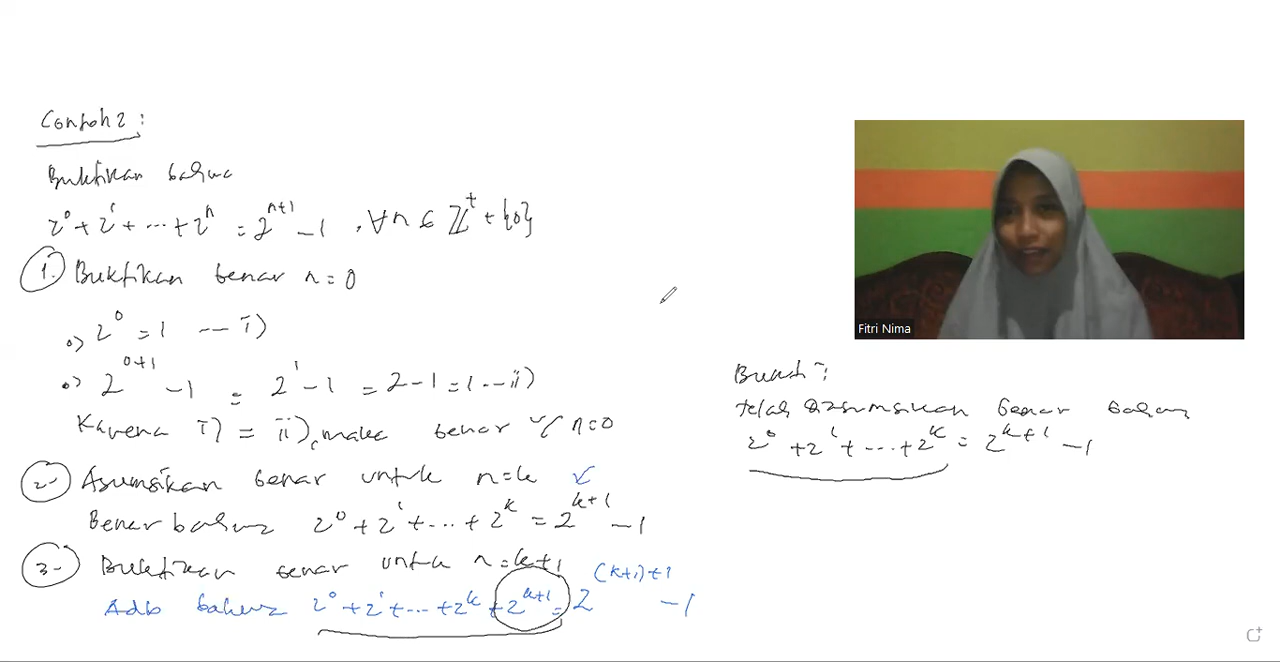 Contoh 2 :
Buktikan bahwa
2⁰ + 2¹ + ... + 2ⁿ = 2ⁿ⁺¹ - 1 , ∀n ∈ ℤ⁺ + {0}
1. Buktikan benar n = 0
•) 2⁰ = 1 --- i)
•) 2⁰⁺¹ - 1 = 2¹ - 1 = 2 - 1 = 1 -- ii)
Karena i) = ii), maka benar u/ n = 0
2. Asumsikan benar untuk n = k ✓
Benar bahwa 2⁰ + 2¹ + ... + 2ᵏ = 2ᵏ⁺¹ - 1
3. Buktikan benar untuk n = k+1
Adb bahwa 2⁰ + 2¹ + ... + 2ᵏ + 2ᵏ⁺¹ = 2⁽ᵏ⁺¹⁾⁺¹ - 1
Fitri Nima
Bukti :
telah diasumsikan benar bahwa
2⁰ + 2¹ + ... + 2ᵏ = 2ᵏ⁺¹ - 1